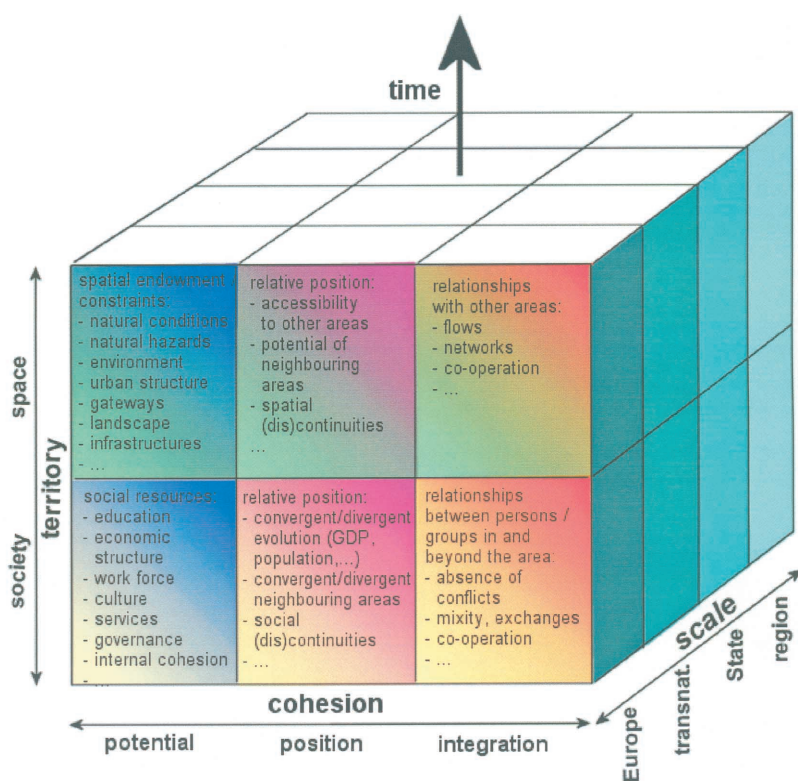 time
spatial endowment
constraints:
- natural conditions
- natural hazards
- environment
- urban structure
- gateways
- landscape
- infrastructures
- ...
relative position:
- accessibility
to other areas
- potential of
neighbouring
areas
- spatial
(dis)continuities
...
relationships
with other areas:
- flows
- networks
- co-operation
- ...
social resources:
- education
- economic
structure
- work force
- culture
- services
- governance
- internal cohesion
- ...
relative position:
- convergent/divergent
evolution (GDP,
population,...)
- convergent/divergent
neighbouring areas
- social
(dis)continuities
- ...
relationships
between persons /
groups in and
beyond the area:
- absence of
conflicts
- mixity, exchanges
- co-operation
- ...
space
society
territory
cohesion
potential
position
integration
scale
Europe
transnat.
State
region